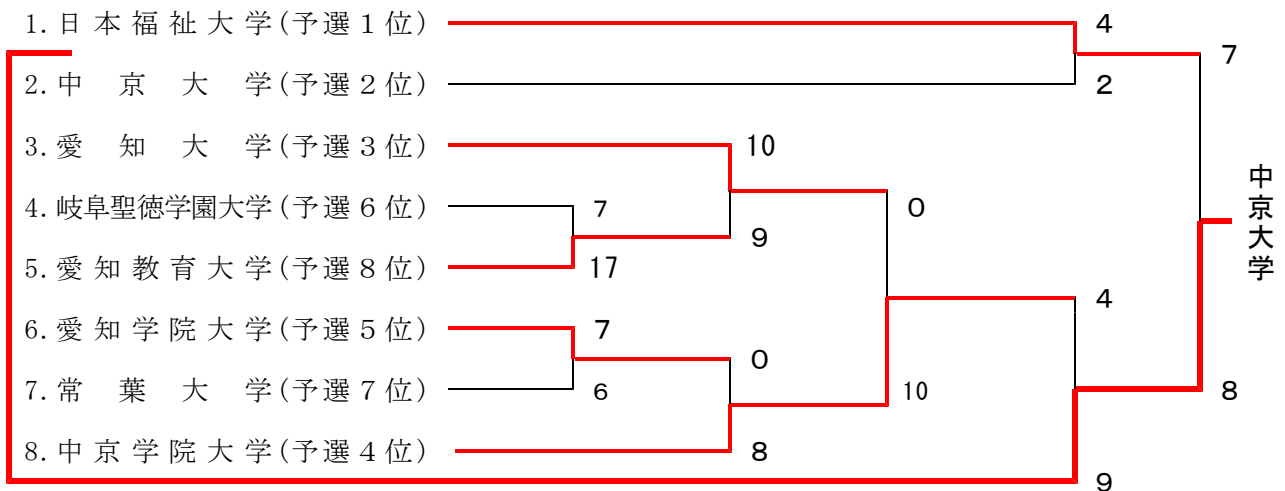 1.日本福祉大学(予選1位)
4
7
2.中京大学(予選2位)
2
3.愛知大学(予選3位)
10
4.岐阜聖徳学園大学(予選6位)
7
0
9
5.愛知教育大学(予選8位)
17
中京大学
4
6.愛知学院大学(予選5位)
7
0
7.常葉大学(予選7位)
6
10
8
8.中京学院大学(予選4位)
8
9